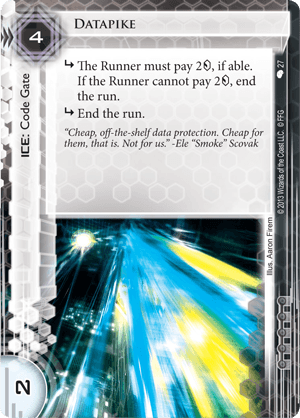 Datapike
4
ICE: Code Gate
↳ The Runner must pay 2, if able.
If the Runner cannot pay 2, end
the run.
↳ End the run.
“Cheap, off-the-shelf data protection. Cheap for
them, that is. Not for us.” -Ele “Smoke” Scovak
27
© 2013 Wizards of the Coast LLC. © FFG
Illus. Aaron Firem
2